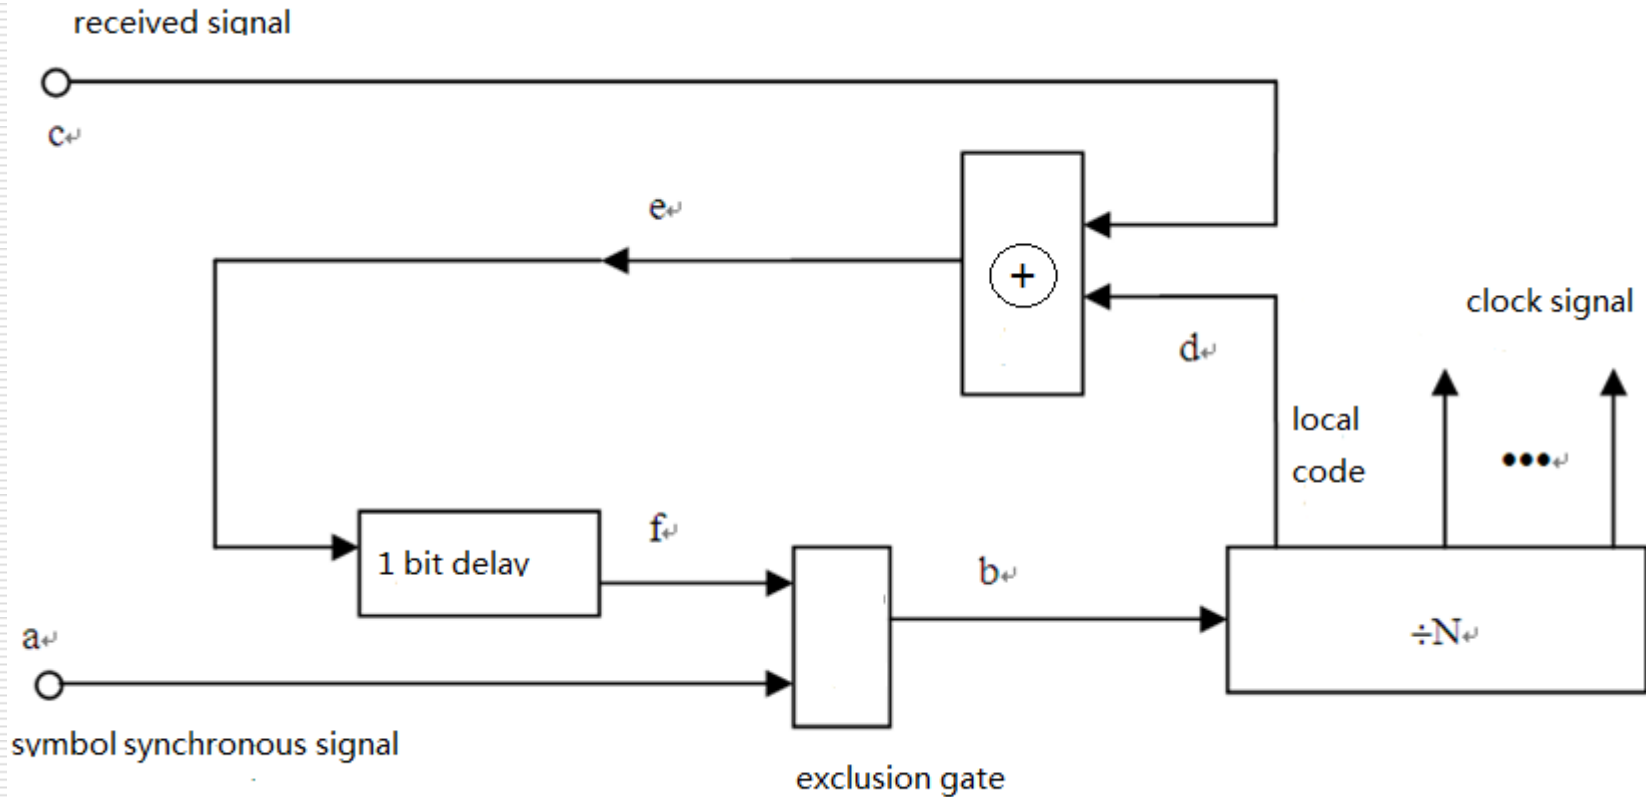 received signal
c↵
e↵
+
clock signal
d↵
local
code
•••↵
f↵
1 bit delay
b↵
a↵
÷N↵
symbol synchronous signal
exclusion gate